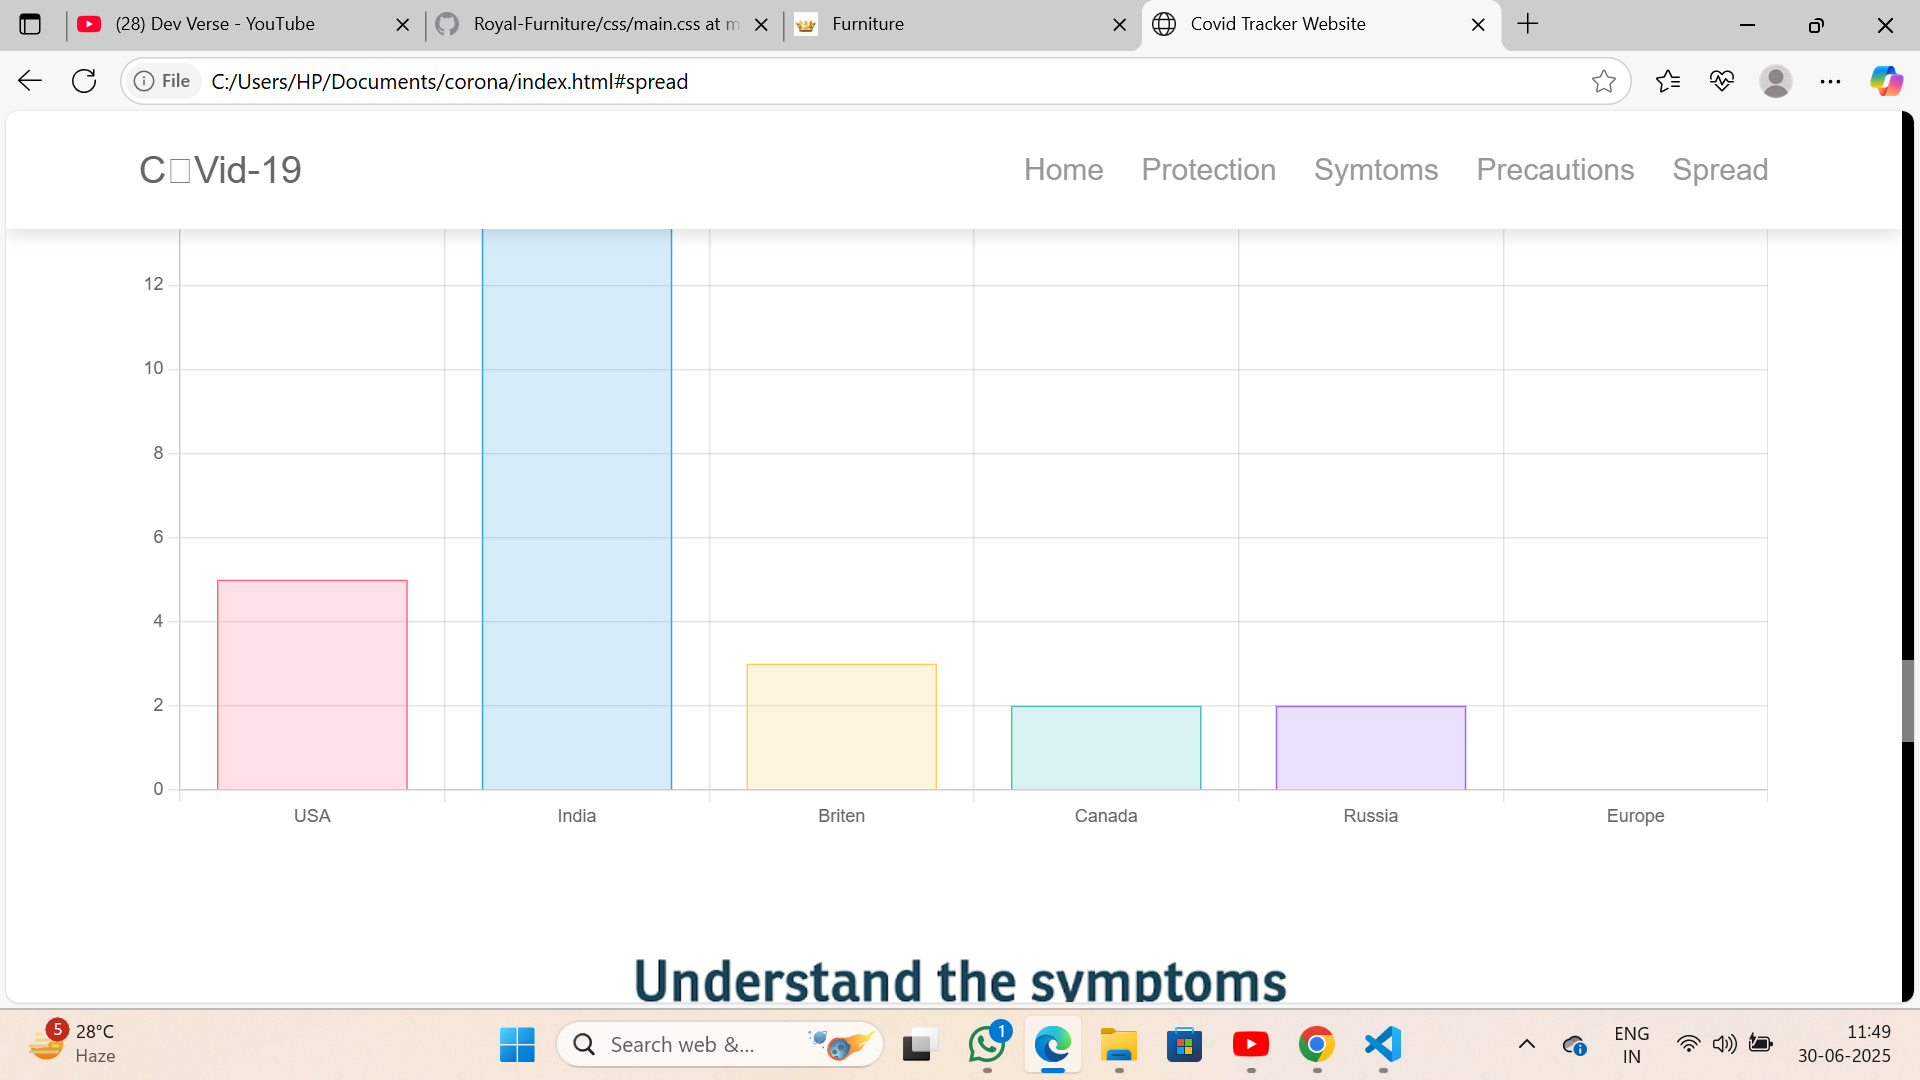 (28) Dev Verse - YouTube
Royal-Furniture/css/main.css at m
Furniture
Covid Tracker Website
File
C:/Users/HP/Documents/corona/index.html#spread
C□Vid-19
Home
Protection
Symtoms
Precautions
Spread
12
10
8
6
4
2
0
USA
India
Briten
Canada
Russia
Europe
Understand the symptoms
5
28°C
Haze
Search web &...
1
ENG
IN
11:49
30-06-2025